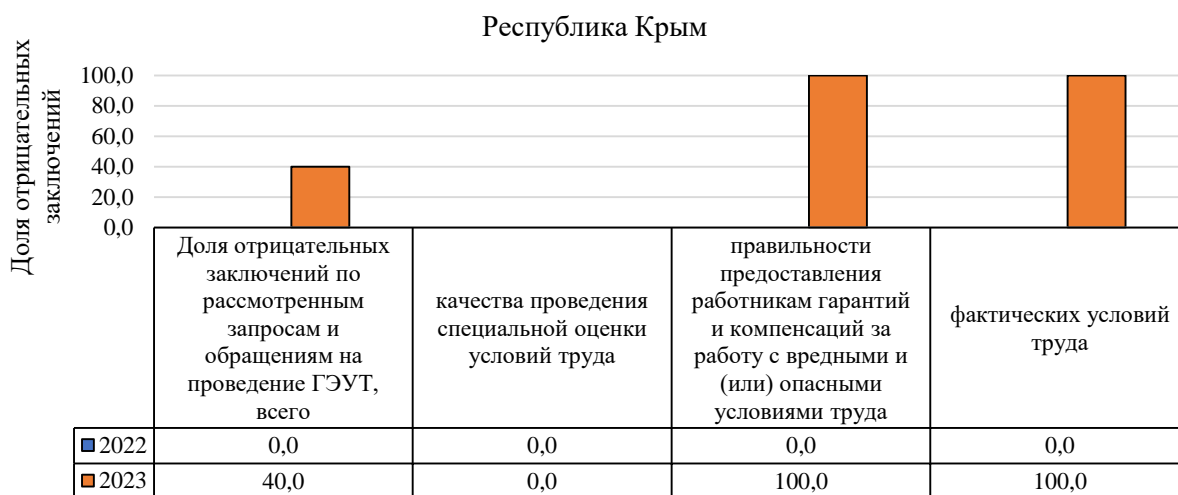 Республика Крым
Доля отрицательных
заключений
100,0
80,0
60,0
40,0
20,0
0,0
Доля отрицательных
заключений по
рассмотренным
запросам и
обращениям на
проведение ГЭУТ,
всего
качества проведения
специальной оценки
условий труда
правильности
предоставления
работникам гарантий
и компенсаций за
работу с вредными и
(или) опасными
условиями труда
фактических условий
труда
2022 0,0 0,0 0,0 0,0
2023 40,0 0,0 100,0 100,0